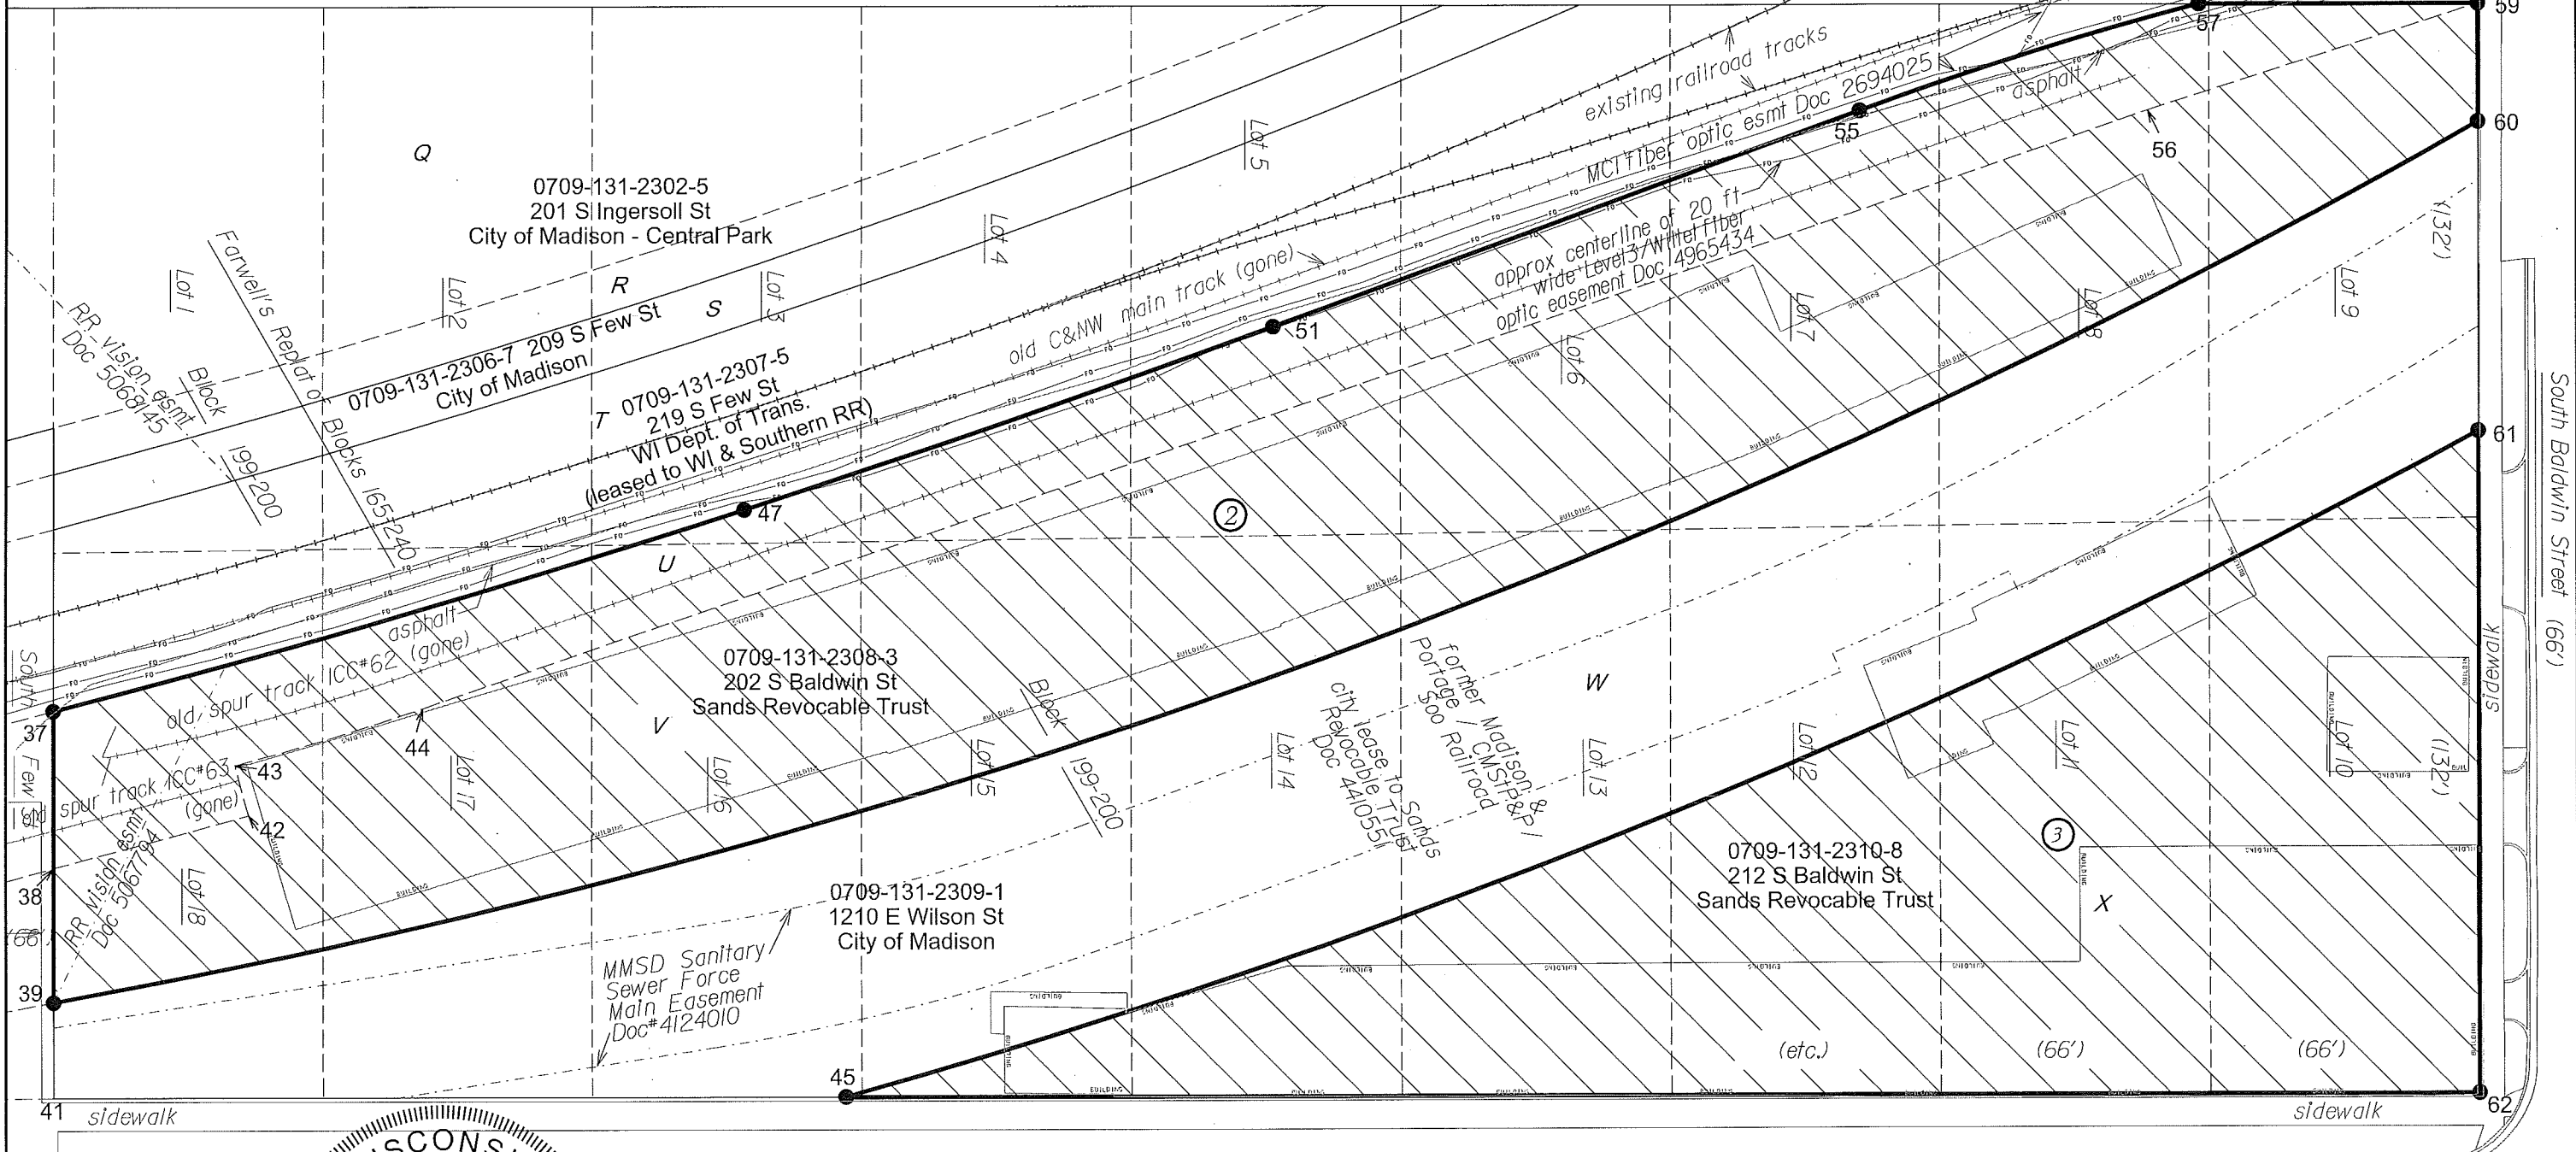 59
57
existing railroad tracks
MCI fiber optic esmt Doc 2694025
asphalt
55
60
56
Q
0709-131-2302-5
201 S Ingersoll St
City of Madison - Central Park
Lot 5
Lot 4
Lot 3
Lot 2
Lot 1
Farwell's Replat of Blocks 165-240
RR vision esmt
Doc 5068145
Block
199-200
R
S
0709-131-2306-7 209 S Few St
City of Madison
T
0709-131-2307-5
219 S Few St
WI Dept. of Trans.
(leased to WI & Southern RR)
old C&NW main track (gone)
approx centerline of 20 ft
wide Level3/Wiltel fiber
optic easement Doc 4965434
51
(132')
Lot 6
Lot 7
Lot 8
Lot 9
61
South Baldwin Street (66')
47
2
U
asphalt
South Few
37
old spur track ICC#62 (gone)
0709-131-2308-3
202 S Baldwin St
Sands Revocable Trust
V
44
43
spur track ICC#63
(gone)
42
RR vision esmt
Doc 5067794
38
(66')
39
Lot 18
Lot 17
Lot 16
Lot 15
Block
199-200
Lot 14
city lease to Sands
Revocable Trust
Doc 4410551
former Madison &
Portage / CMStP&P /
Soo Railroad
W
Lot 13
Lot 12
Lot 11
Lot 10
(132')
sidewalk
0709-131-2309-1
1210 E Wilson St
City of Madison
MMSD Sanitary
Sewer Force
Main Easement
Doc#4124010
0709-131-2310-8
212 S Baldwin St
Sands Revocable Trust
3
X
(etc.)
(66')
(66')
45
41
sidewalk
sidewalk
62
SCONS